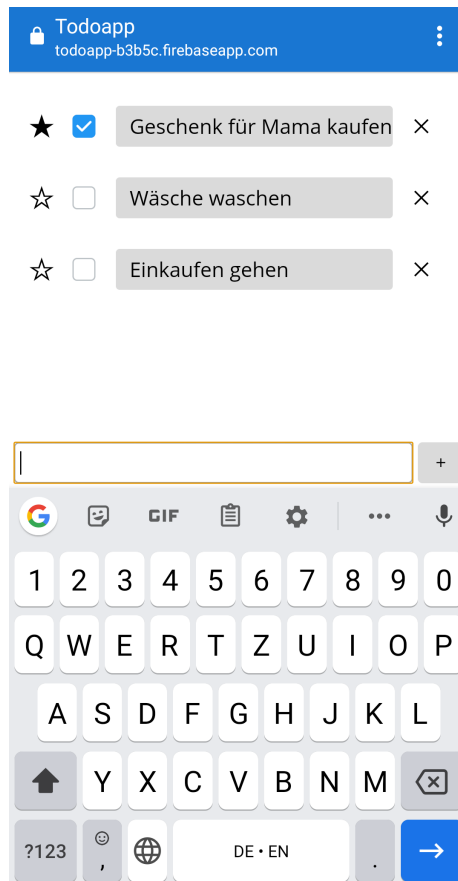 Todoapp
todoapp-b3b5c.firebaseapp.com
Geschenk für Mama kaufen
Wäsche waschen
Einkaufen gehen
+
G GIF
1 2 3 4 5 6 7 8 9 0
Q W E R T Z U I O P
A S D F G H J K L
Y X C V B N M
?123 , DE • EN .